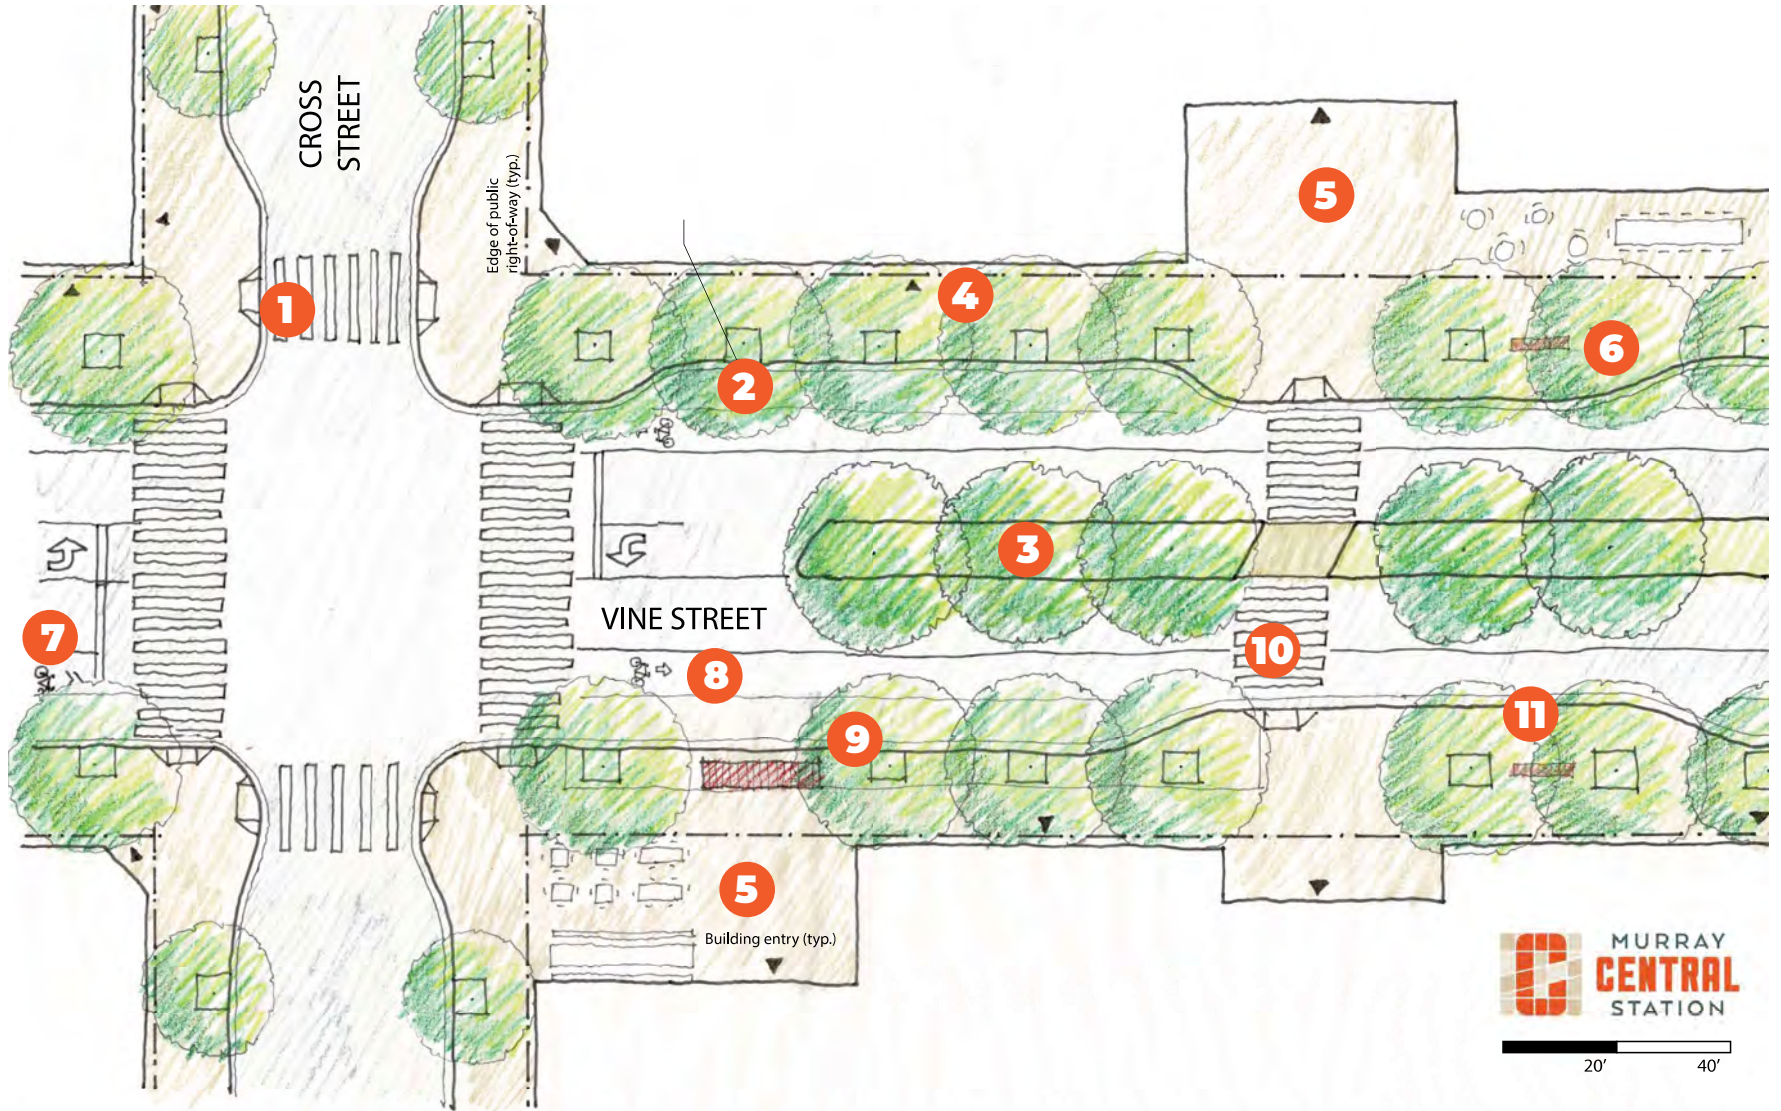 CROSS
STREET
Edge of public
right-of-way (typ.)
5
1
4
6
2
3
VINE STREET
7
8
10
11
9
5
Building entry (typ.)
MURRAY
CENTRAL
STATION
20'
40'